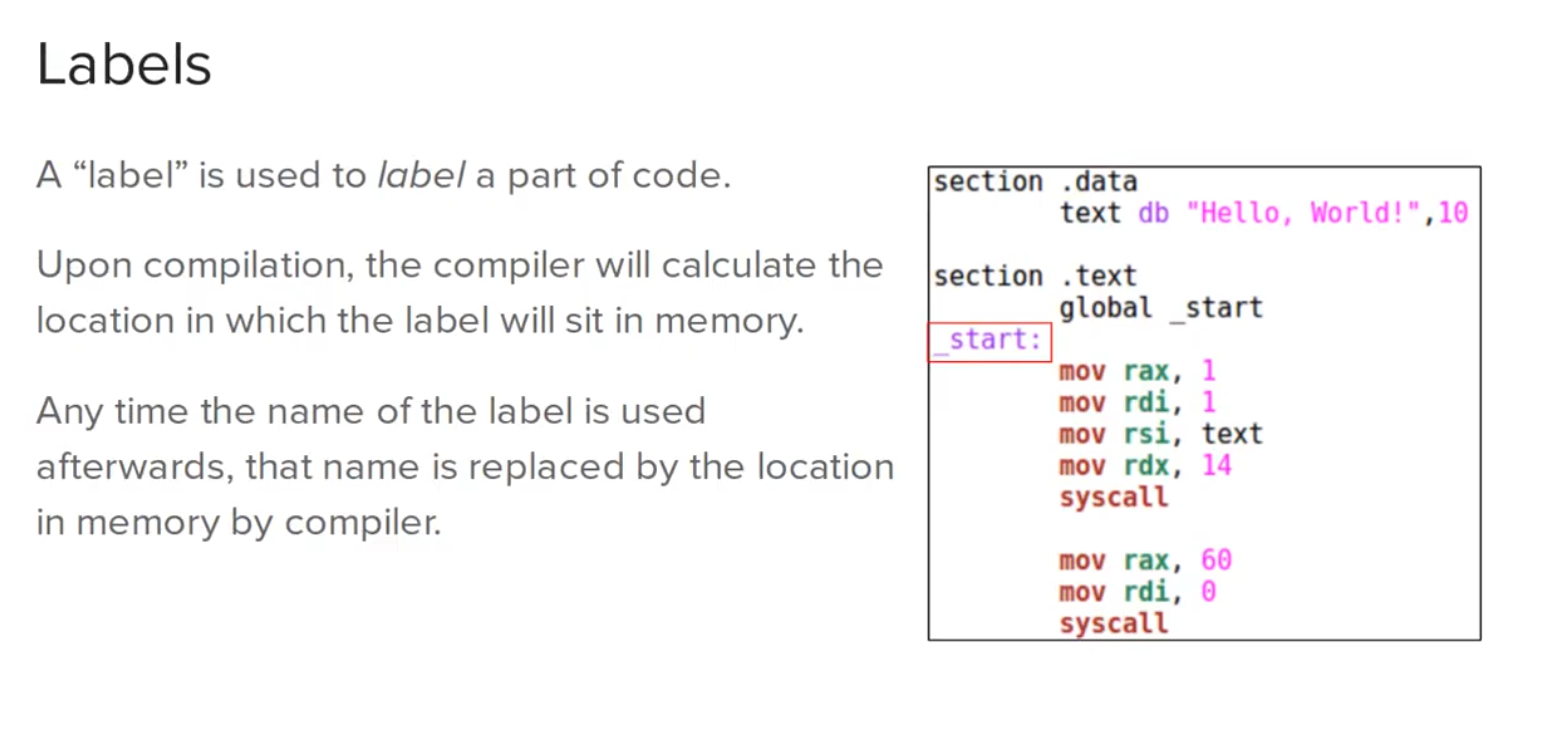 Labels
A “label” is used to label a part of code.
Upon compilation, the compiler will calculate the
location in which the label will sit in memory.
Any time the name of the label is used
afterwards, that name is replaced by the location
in memory by compiler.
section .data
text db "Hello, World!",10
section .text
global _start
_start:
mov rax, 1
mov rdi, 1
mov rsi, text
mov rdx, 14
syscall
mov rax, 60
mov rdi, 0
syscall